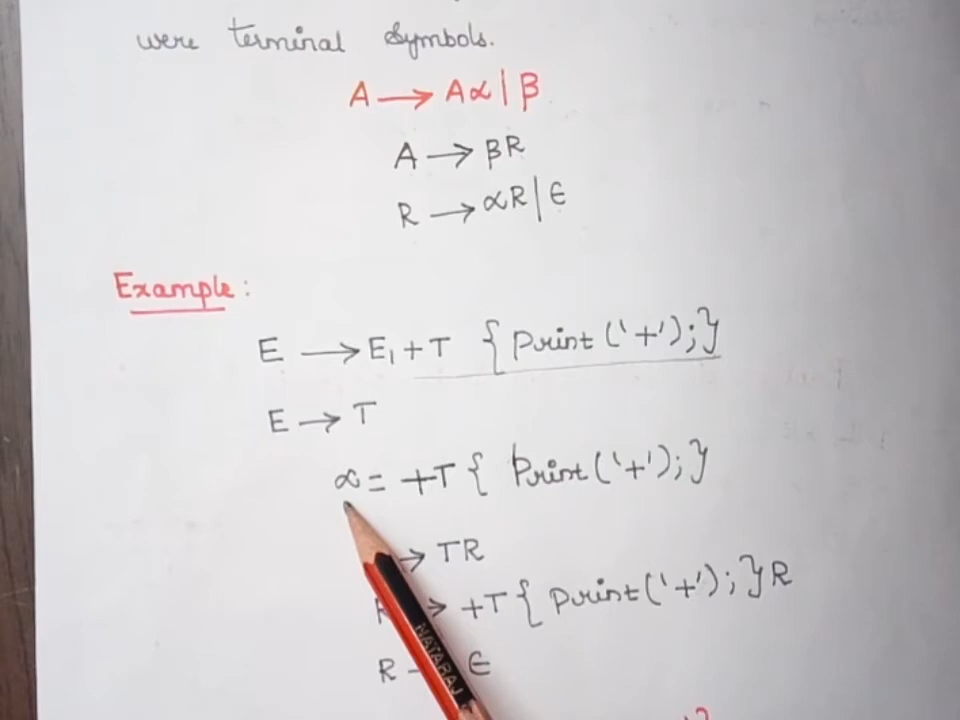 were terminal symbols.
A → Aα | β
A → βR
R → αR | ϵ
Example:
E → E₁ + T { print('+'); }
E → T
α = +T { Print('+'); }
→ TR
R → +T { print('+'); } R
R → ϵ
NATARAJ